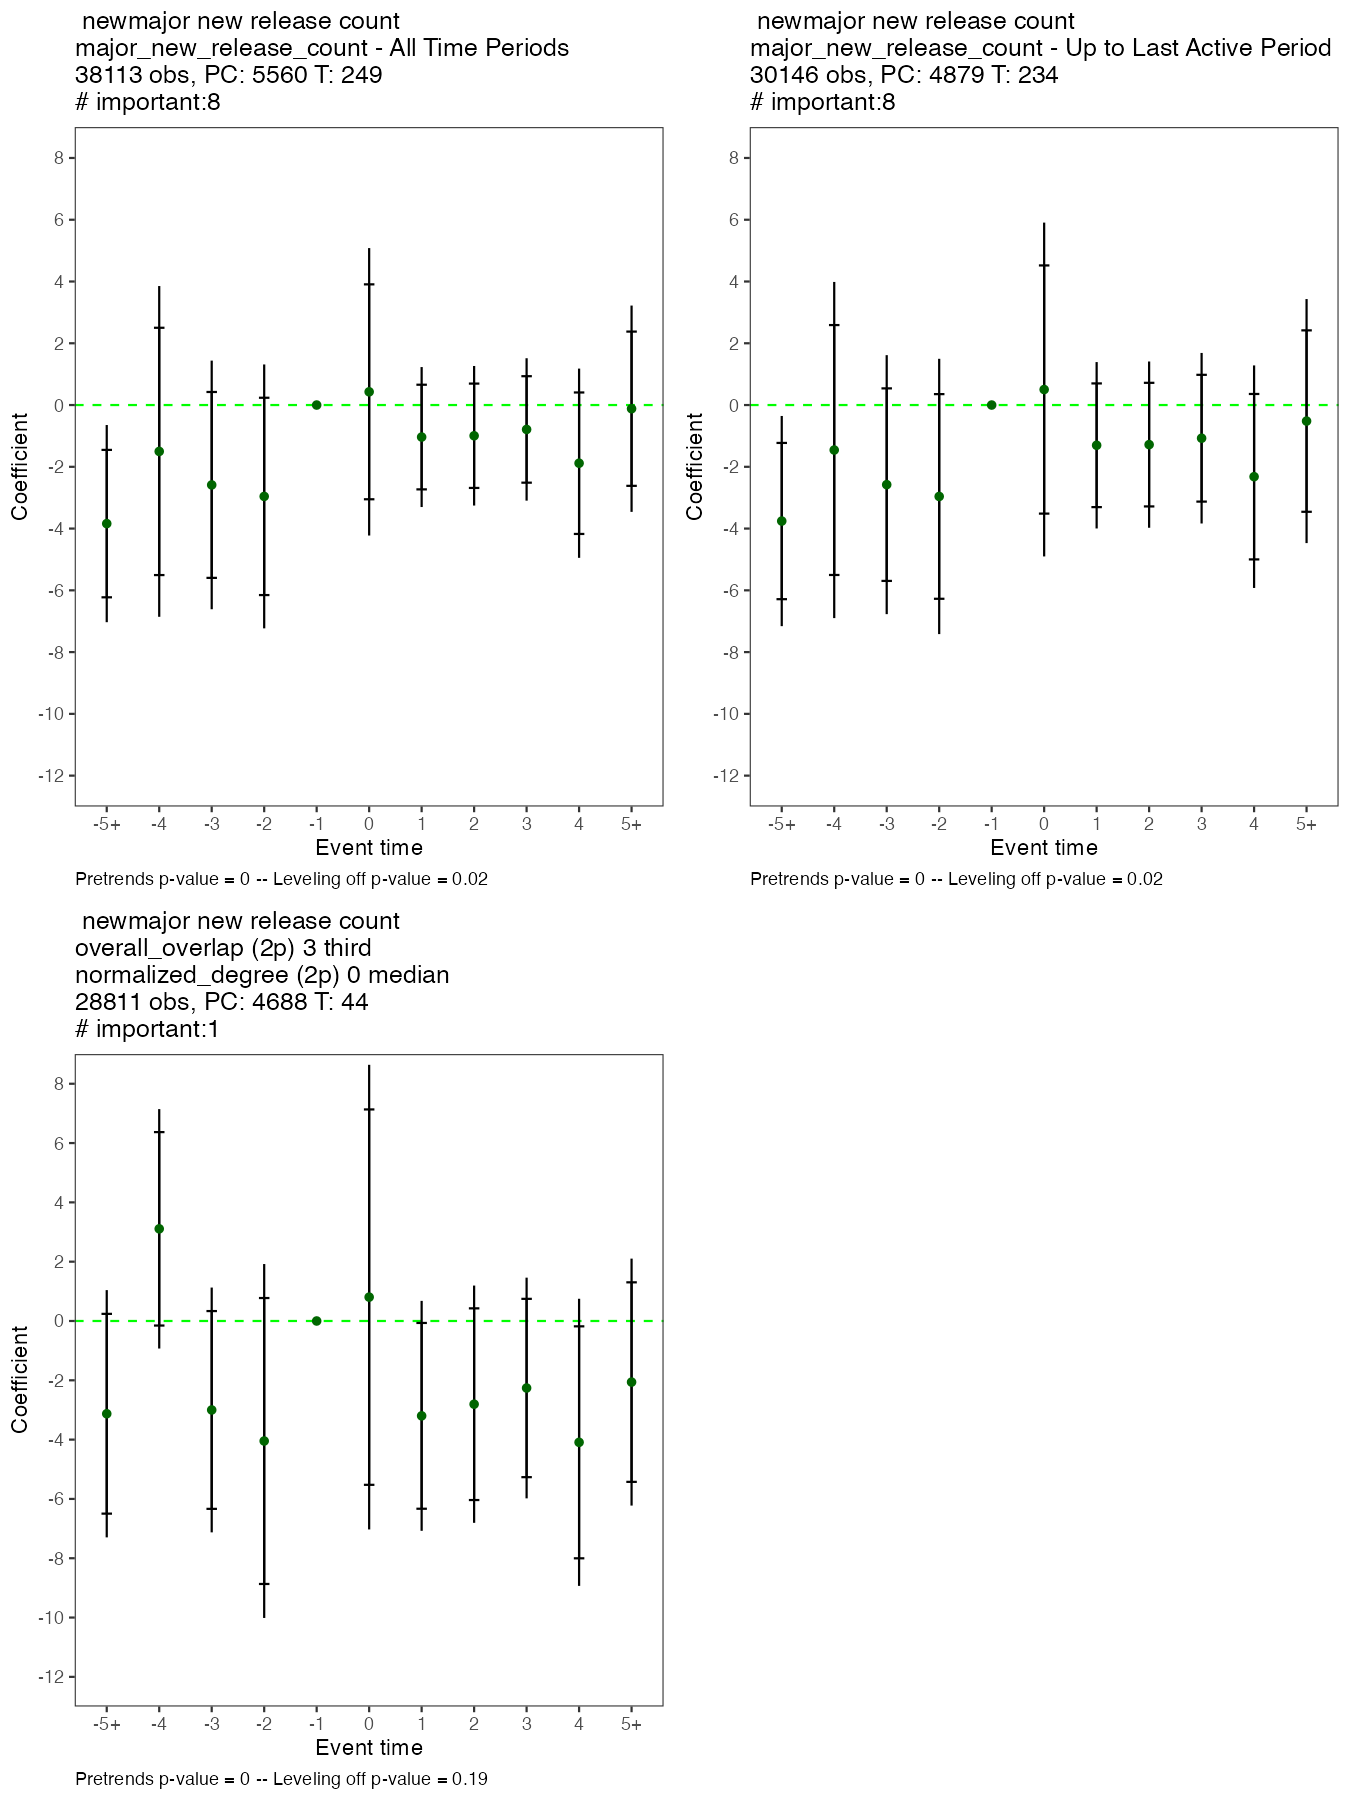 newmajor new release count
major_new_release_count - All Time Periods
38113 obs, PC: 5560 T: 249
# important:8
8
6
4
2
0
-2
-4
-6
-8
-10
-12
Coefficient
-5+ -4 -3 -2 -1 0 1 2 3 4 5+
Event time
Pretrends p-value = 0 -- Leveling off p-value = 0.02
newmajor new release count
major_new_release_count - Up to Last Active Period
30146 obs, PC: 4879 T: 234
# important:8
8
6
4
2
0
-2
-4
-6
-8
-10
-12
Coefficient
-5+ -4 -3 -2 -1 0 1 2 3 4 5+
Event time
Pretrends p-value = 0 -- Leveling off p-value = 0.02
newmajor new release count
overall_overlap (2p) 3 third
normalized_degree (2p) 0 median
28811 obs, PC: 4688 T: 44
# important:1
8
6
4
2
0
-2
-4
-6
-8
-10
-12
Coefficient
-5+ -4 -3 -2 -1 0 1 2 3 4 5+
Event time
Pretrends p-value = 0 -- Leveling off p-value = 0.19